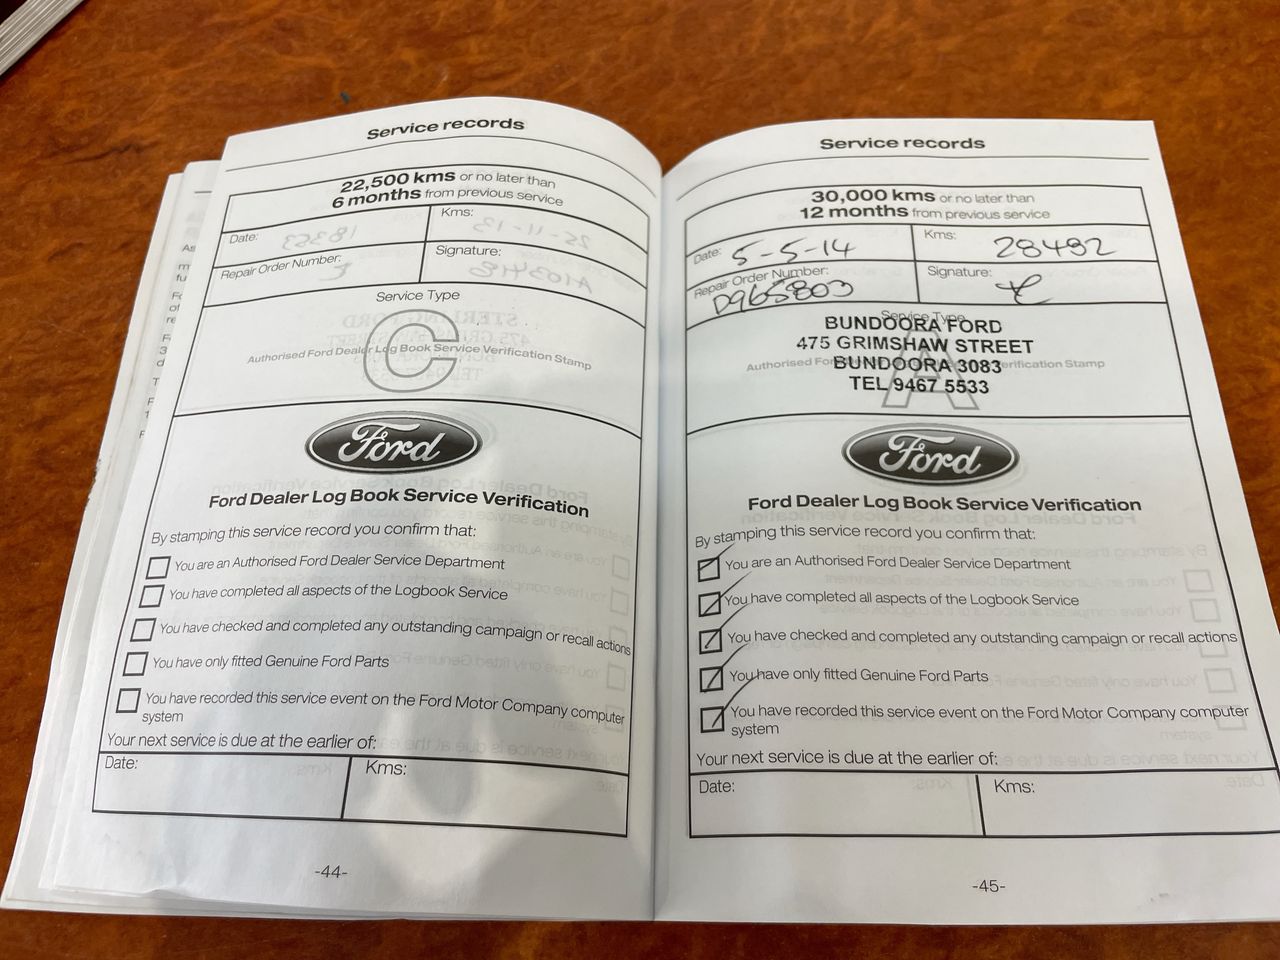 Service records
22,500 kms or no later than
6 months from previous service
Date:
Kms:
Repair Order Number:
Signature:
Service Type
C
Authorised Ford Dealer Log Book Service Verification Stamp
Ford
Ford Dealer Log Book Service Verification
By stamping this service record you confirm that:
You are an Authorised Ford Dealer Service Department
You have completed all aspects of the Logbook Service
You have checked and completed any outstanding campaign or recall actions
You have only fitted Genuine Ford Parts
You have recorded this service event on the Ford Motor Company computer
system
Your next service is due at the earlier of:
Date:
Kms:
-44-
Service records
30,000 kms or no later than
12 months from previous service
Date: 5-5-14
Kms: 28492
Repair Order Number:
D965803
Signature:
Service Type
A
BUNDOORA FORD
475 GRIMSHAW STREET
BUNDOORA 3083
TEL 9467 5533
Ford
Ford Dealer Log Book Service Verification
By stamping this service record you confirm that:
You are an Authorised Ford Dealer Service Department
You have completed all aspects of the Logbook Service
You have checked and completed any outstanding campaign or recall actions
You have only fitted Genuine Ford Parts
You have recorded this service event on the Ford Motor Company computer
system
Your next service is due at the earlier of:
Date:
Kms:
-45-